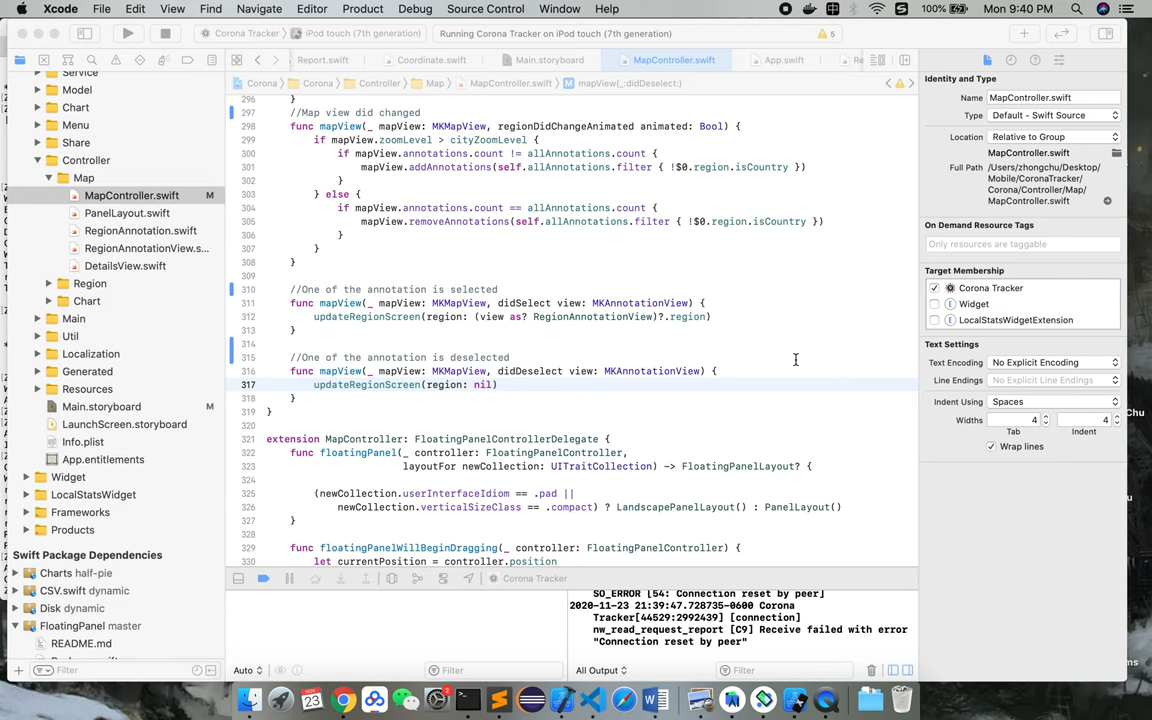 Xcode File Edit View Find Navigate Editor Product Debug Source Control Window Help 100% Mon 9:40 PM
Corona Tracker iPod touch (7th generation) Running Corona Tracker on iPod touch (7th generation) 5
Report.swift Coordinate.swift Main.storyboard MapController.swift App.swift Re
Corona Corona Controller Map MapController.swift mapView(_:didDeselect:)
Service
Model
Chart
Menu
Share
Controller
Map
MapController.swift M
PanelLayout.swift
RegionAnnotation.swift
RegionAnnotationView.s...
DetailsView.swift
Region
Chart
Main
Util
Localization
Generated
Resources
Main.storyboard M
LaunchScreen.storyboard
Info.plist
App.entitlements
Widget
LocalStatsWidget
Frameworks
Products
Swift Package Dependencies
Charts half-pie
CSV.swift dynamic
Disk dynamic
FloatingPanel master
README.md
Filter
296 }
297 //Map view did changed
298 func mapView(_ mapView: MKMapView, regionDidChangeAnimated animated: Bool) {
299 if mapView.zoomLevel > cityZoomLevel {
300 if mapView.annotations.count != allAnnotations.count {
301 mapView.addAnnotations(self.allAnnotations.filter { !$0.region.isCountry })
302 }
303 } else {
304 if mapView.annotations.count == allAnnotations.count {
305 mapView.removeAnnotations(self.allAnnotations.filter { !$0.region.isCountry })
306 }
307 }
308 }
309
310 //One of the annotation is selected
311 func mapView(_ mapView: MKMapView, didSelect view: MKAnnotationView) {
312 updateRegionScreen(region: (view as? RegionAnnotationView)?.region)
313 }
314
315 //One of the annotation is deselected
316 func mapView(_ mapView: MKMapView, didDeselect view: MKAnnotationView) {
317 updateRegionScreen(region: nil)
318 }
319 }
320
321 extension MapController: FloatingPanelControllerDelegate {
322 func floatingPanel(_ controller: FloatingPanelController,
323 layoutFor newCollection: UITraitCollection) -> FloatingPanelLayout? {
324
325 (newCollection.userInterfaceIdiom == .pad ||
326 newCollection.verticalSizeClass == .compact) ? LandscapePanelLayout() : PanelLayout()
327 }
328
329 func floatingPanelWillBeginDragging(_ controller: FloatingPanelController) {
330 let currentPosition = controller.position
Corona Tracker
SO_ERROR [54: Connection reset by peer]
2020-11-23 21:39:47.728735-0600 Corona
Tracker[44529:2992439] [connection]
nw_read_request_report [C9] Receive failed with error
"Connection reset by peer"
Auto Filter All Output Filter
Identity and Type
Name MapController.swift
Type Default - Swift Source
Location Relative to Group
MapController.swift
Full Path /Users/zhongchu/Desktop/
Mobile/CoronaTracker/
Corona/Controller/Map/
MapController.swift
On Demand Resource Tags
Only resources are taggable
Target Membership
Corona Tracker
Widget
LocalStatsWidgetExtension
Text Settings
Text Encoding No Explicit Encoding
Line Endings No Explicit Line Endings
Indent Using Spaces
Widths 4 4
Tab Indent
Wrap lines
Chu
ms
NOV
23
2